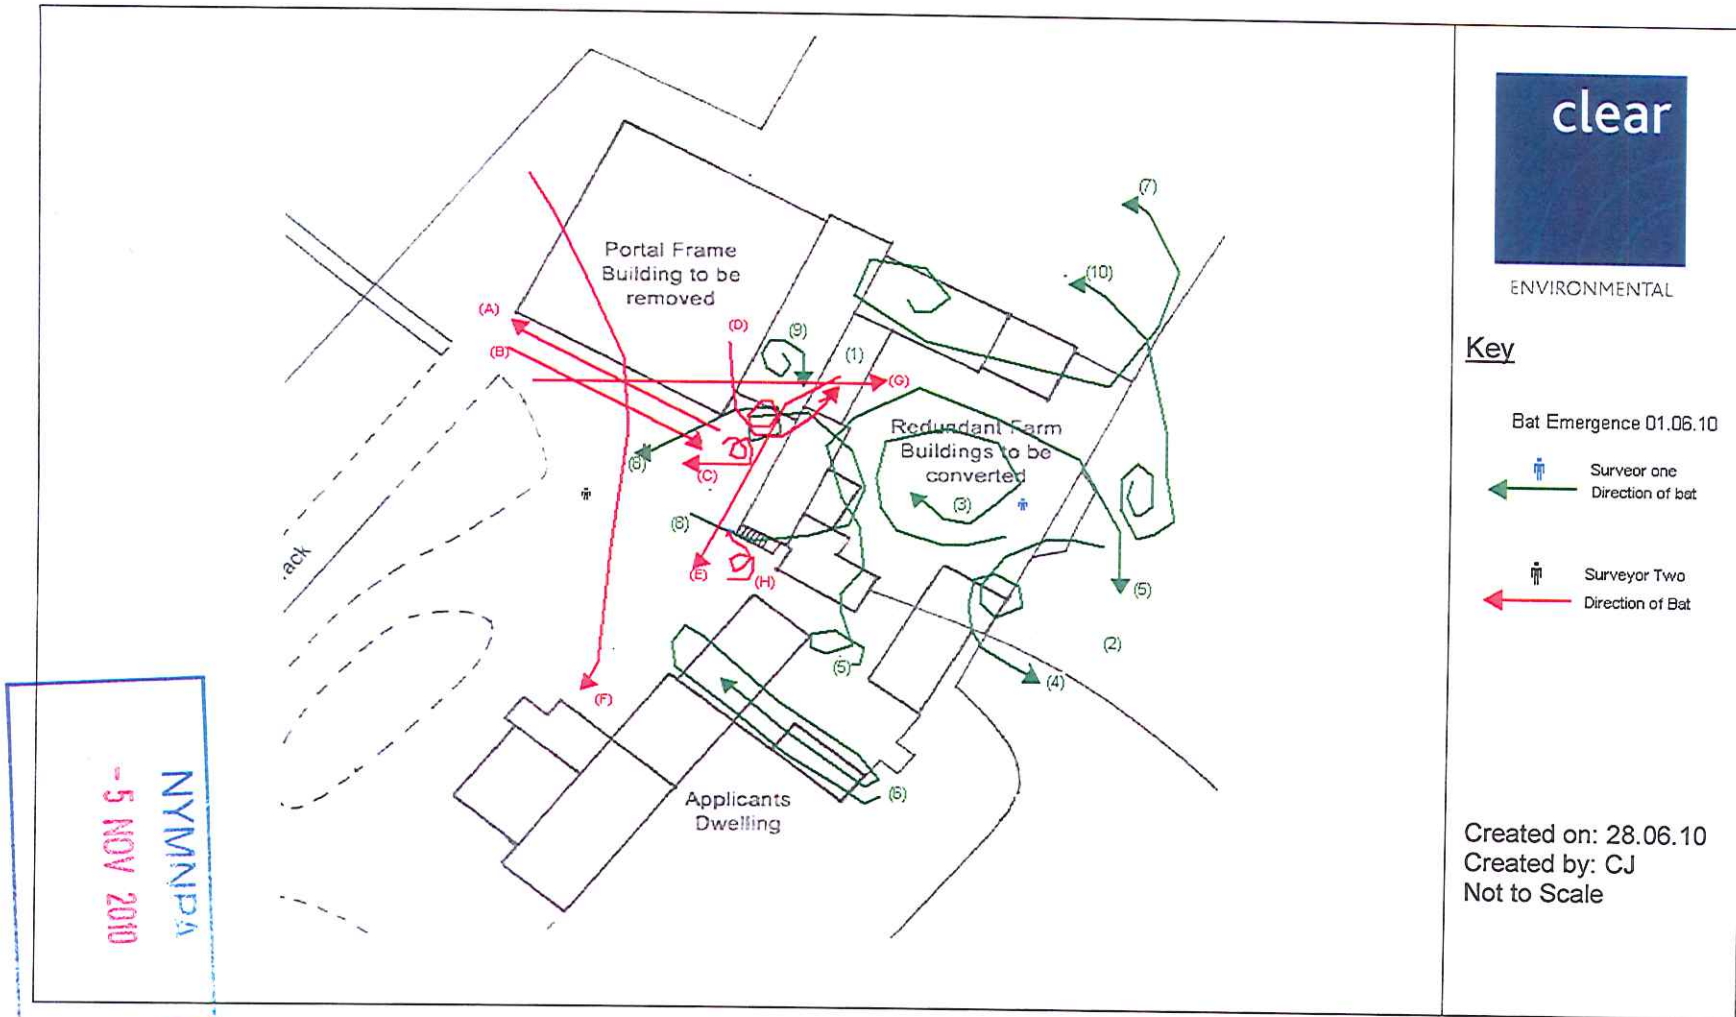 clear
ENVIRONMENTAL
Key
Bat Emergence 01.06.10
Surveor one
Direction of bat
Surveyor Two
Direction of Bat
Created on: 28.06.10
Created by: CJ
Not to Scale
Portal Frame
Building to be
removed
Redundant Farm
Buildings to be
converted
Applicants
Dwelling
(7)
(10)
(A)
(D)
(9)
(1)
(B)
(G)
(C)
(3)
(8)
(E)
(H)
(5)
(2)
(5)
(4)
(F)
(6)
.ack
NYMNPA
- 5 NOV 2010